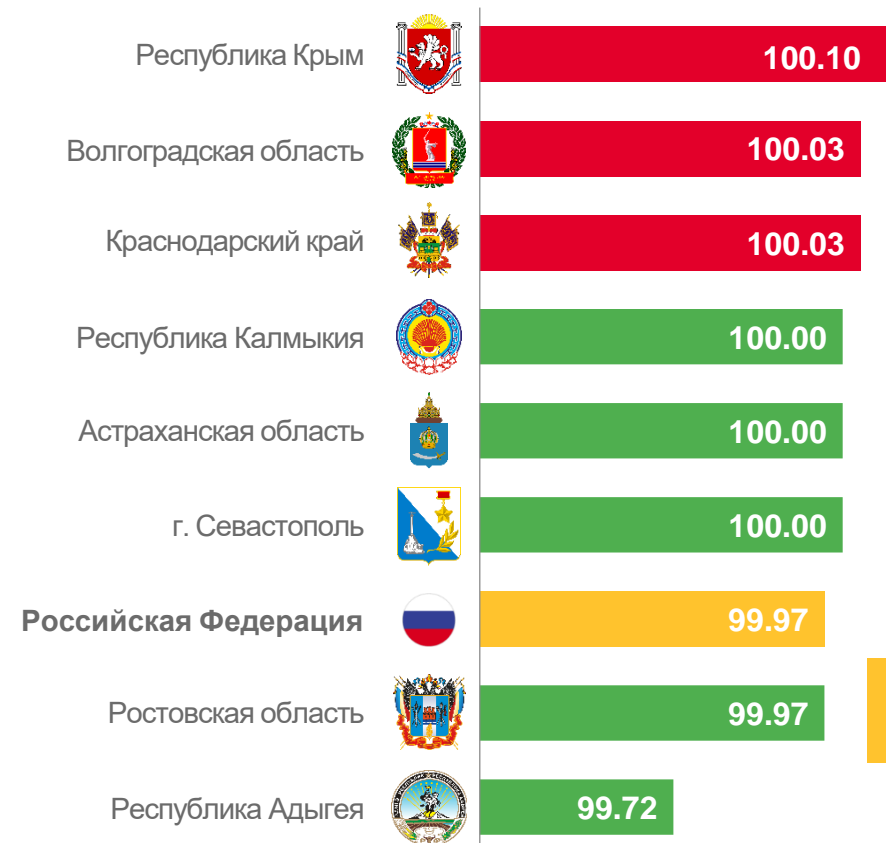 Республика Крым 100.10
Волгоградская область 100.03
Краснодарский край 100.03
Республика Калмыкия 100.00
Астраханская область 100.00
г. Севастополь 100.00
Российская Федерация 99.97
Ростовская область 99.97
Республика Адыгея 99.72